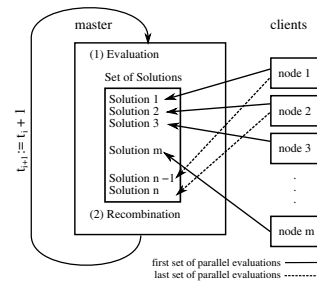 master
clients
(1) Evaluation
Set of Solutions
Solution 1
Solution 2
Solution 3
Solution m
Solution n −1
Solution n
(2) Recombination
t i+1 := t i + 1
node 1
node 2
node 3
.
.
.
node m
first set of parallel evaluations
last set of parallel evaluations